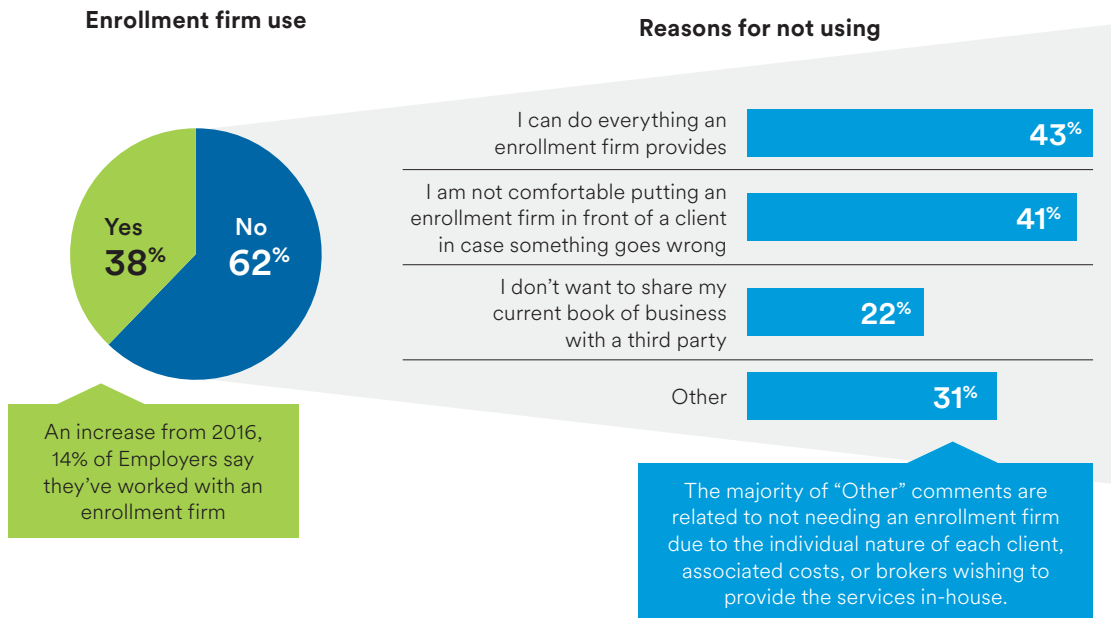 Enrollment firm use
Yes
38%
No
62%
An increase from 2016,
14% of Employers say
they’ve worked with an
enrollment firm
Reasons for not using
I can do everything an
enrollment firm provides
43%
I am not comfortable putting an
enrollment firm in front of a client
in case something goes wrong
41%
I don’t want to share my
current book of business
with a third party
22%
Other
31%
The majority of “Other” comments are
related to not needing an enrollment firm
due to the individual nature of each client,
associated costs, or brokers wishing to
provide the services in-house.